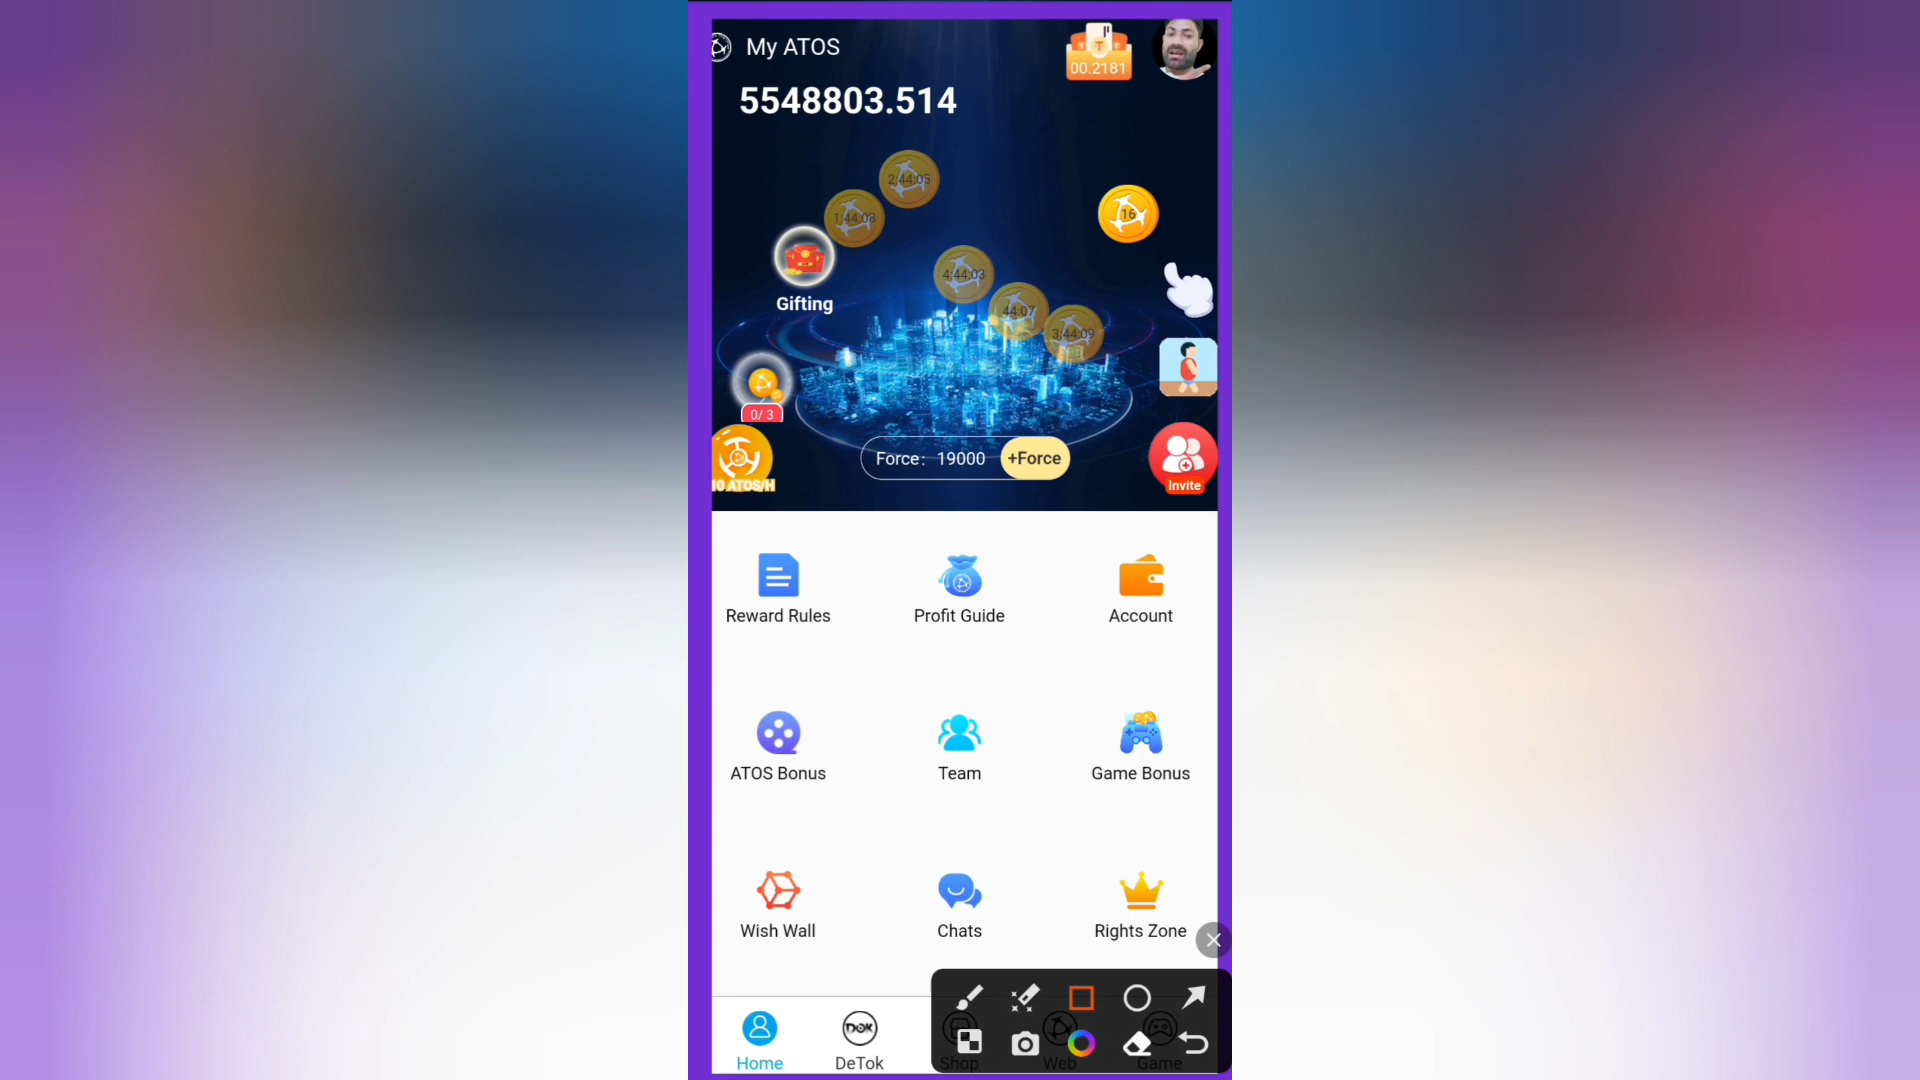 My ATOS
00.2181
5548803.514
2:44:05
1:44:08
16
4:44:03
Gifting
44:07
3:44:09
0/ 3
10 ATOS/H
Force: 19000
+Force
Invite
Reward Rules
Profit Guide
Account
ATOS Bonus
Team
Game Bonus
Wish Wall
Chats
Rights Zone
DOK
Home
DeTok
Shop
Web
Game